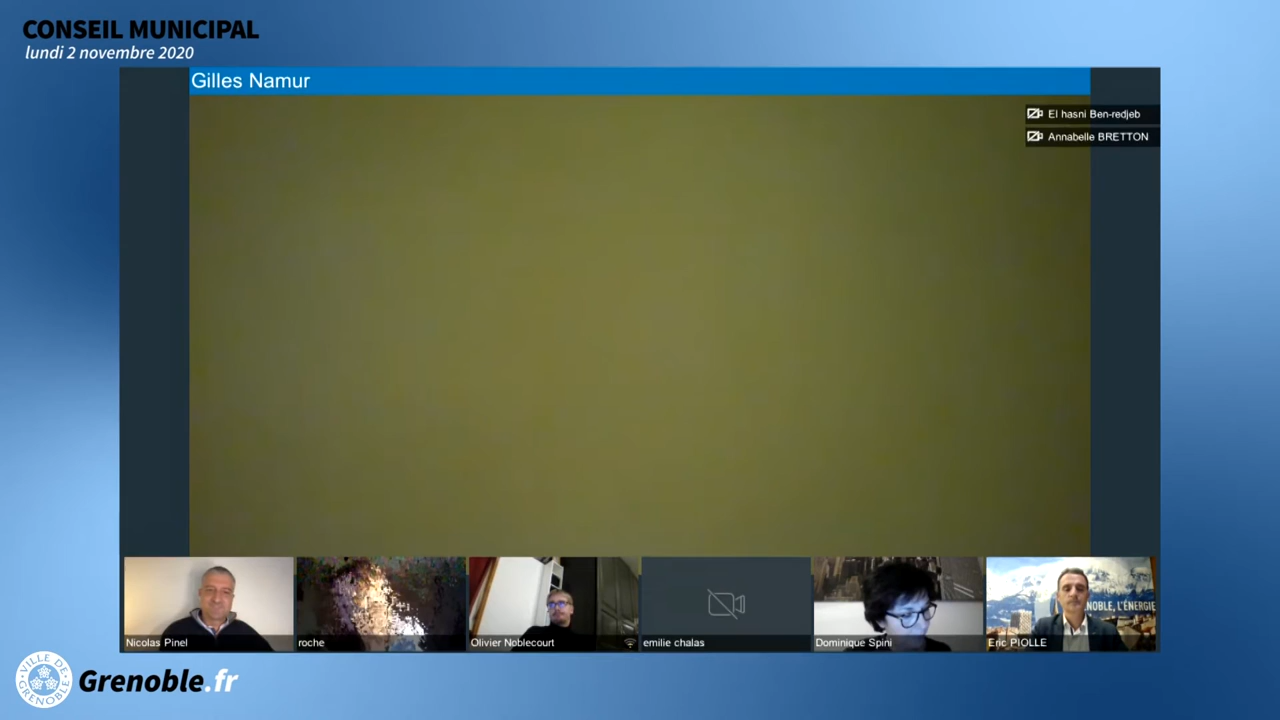 CONSEIL MUNICIPAL
lundi 2 novembre 2020
Gilles Namur
El hasni Ben-redjeb
Annabelle BRETTON
NOBLE, L'ÉNERGIE
Nicolas Pinel
roche
Olivier Noblecourt
emilie chalas
Dominique Spini
Eric PIOLLE
VILLE DE
GRENOBLE
Grenoble.fr